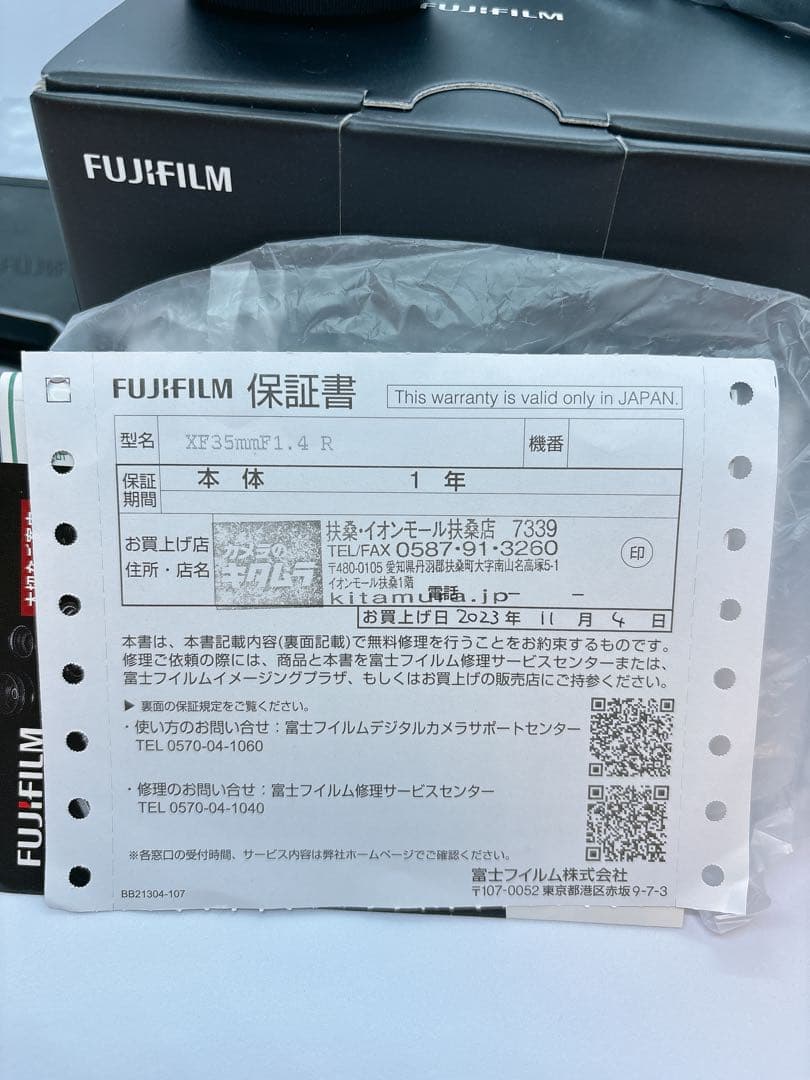 FUJIFILM
FUJIFILM
FUJIFILM 保証書 This warranty is valid only in JAPAN.
型名 XF35mmF1.4 R 機番
保証期間 本体 1年
お買上げ店 住所・店名 カメラのキタムラ
扶桑・イオンモール扶桑店 7339
TEL/FAX 0587・91・3260
〒480-0105 愛知県丹羽郡扶桑町大字南山名高塚5-1
イオンモール扶桑1階
電話 - -
kitamura.jp
印
お買上げ日 2023年 11月 4日
本書は、本書記載内容(裏面記載)で無料修理を行うことをお約束するものです。
修理ご依頼の際には、商品と本書を富士フイルム修理サービスセンターまたは、
富士フイルムイメージングプラザ、もしくはお買上げの販売店にご持参ください。
▶ 裏面の保証規定をご覧ください。
・使い方のお問い合せ：富士フイルムデジタルカメラサポートセンター
TEL 0570-04-1060
・修理のお問い合せ：富士フイルム修理サービスセンター
TEL 0570-04-1040
※各窓口の受付時間、サービス内容は弊社ホームページでご確認ください。
富士フイルム株式会社
〒107-0052 東京都港区赤坂9-7-3
BB21304-107
FUJIFILM